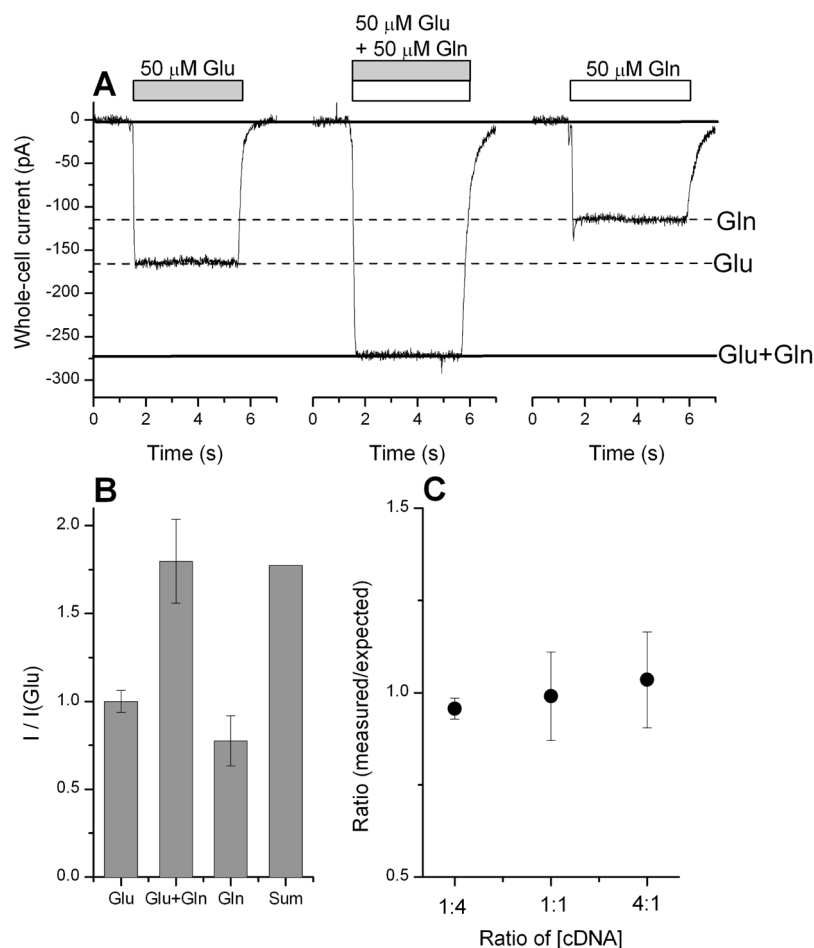 50 µM Glu
+ 50 µM Gln
50 µM Glu
50 µM Gln
A
0
-50
-100
-150
-200
-250
-300
Whole-cell current (pA)
Gln
Glu
Glu+Gln
0 2 4 6
0 2 4 6
0 2 4 6
Time (s)
Time (s)
Time (s)
B
2.0
1.5
1.0
0.5
0.0
I / I(Glu)
Glu Glu+Gln Gln Sum
C
1.5
1.0
0.5
Ratio (measured/expected)
1:4 1:1 4:1
Ratio of [cDNA]